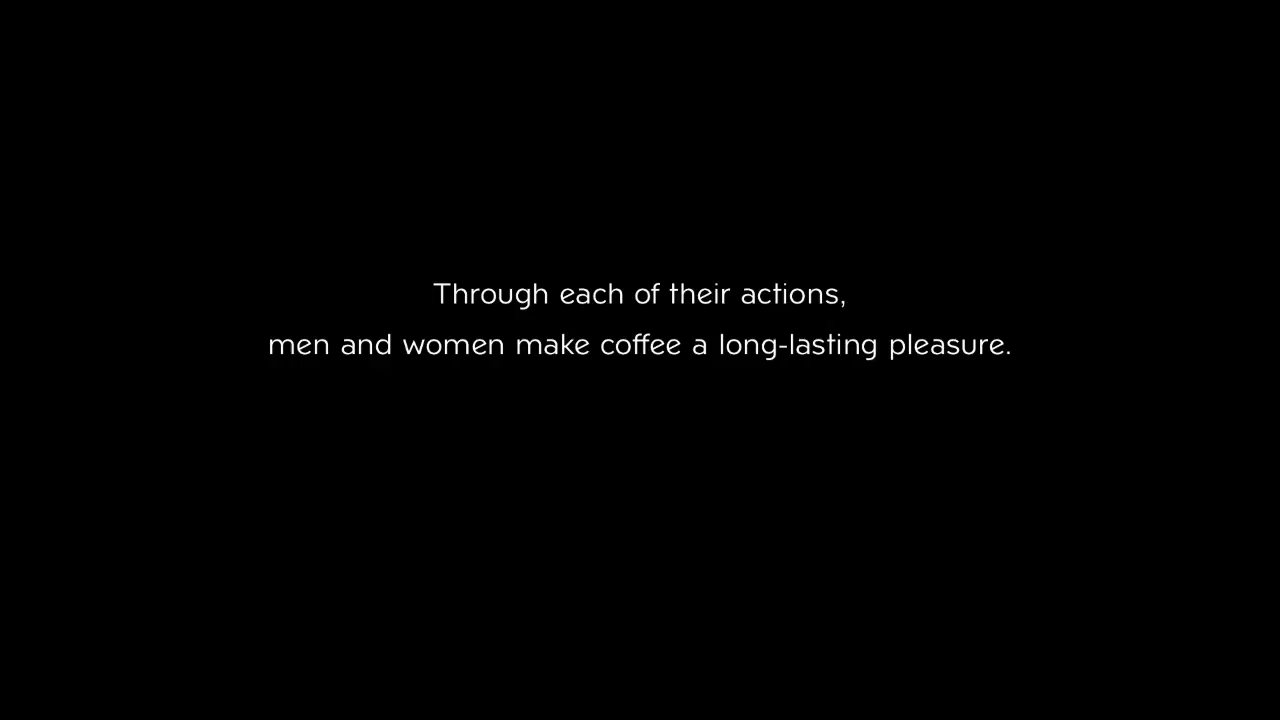 Through each of their actions,
men and women make coffee a long-lasting pleasure.